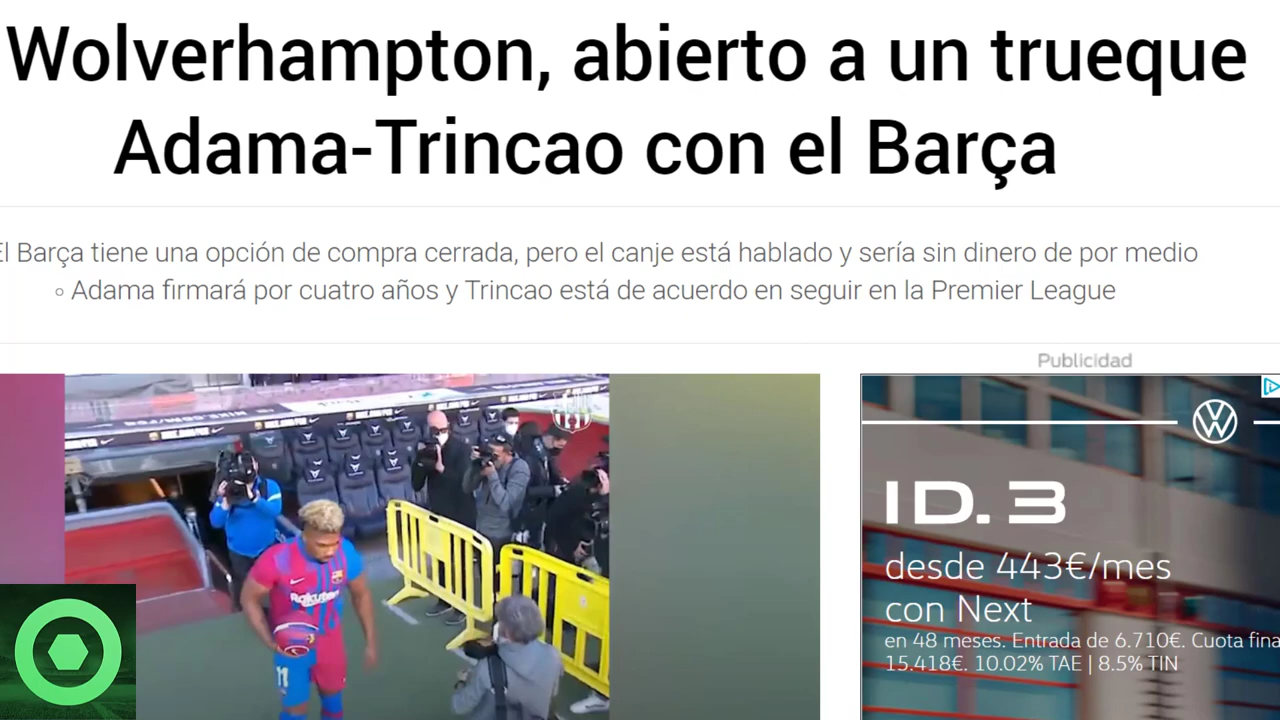 Wolverhampton, abierto a un trueque
Adama-Trincao con el Barça
El Barça tiene una opción de compra cerrada, pero el canje está hablado y sería sin dinero de por medio
Adama firmará por cuatro años y Trincao está de acuerdo en seguir en la Premier League
Publicidad
Rakuten
11
ID.3
desde 443€/mes
con Next
en 48 meses. Entrada de 6.710€. Cuota fina
15.418€. 10.02% TAE | 8.5% TIN